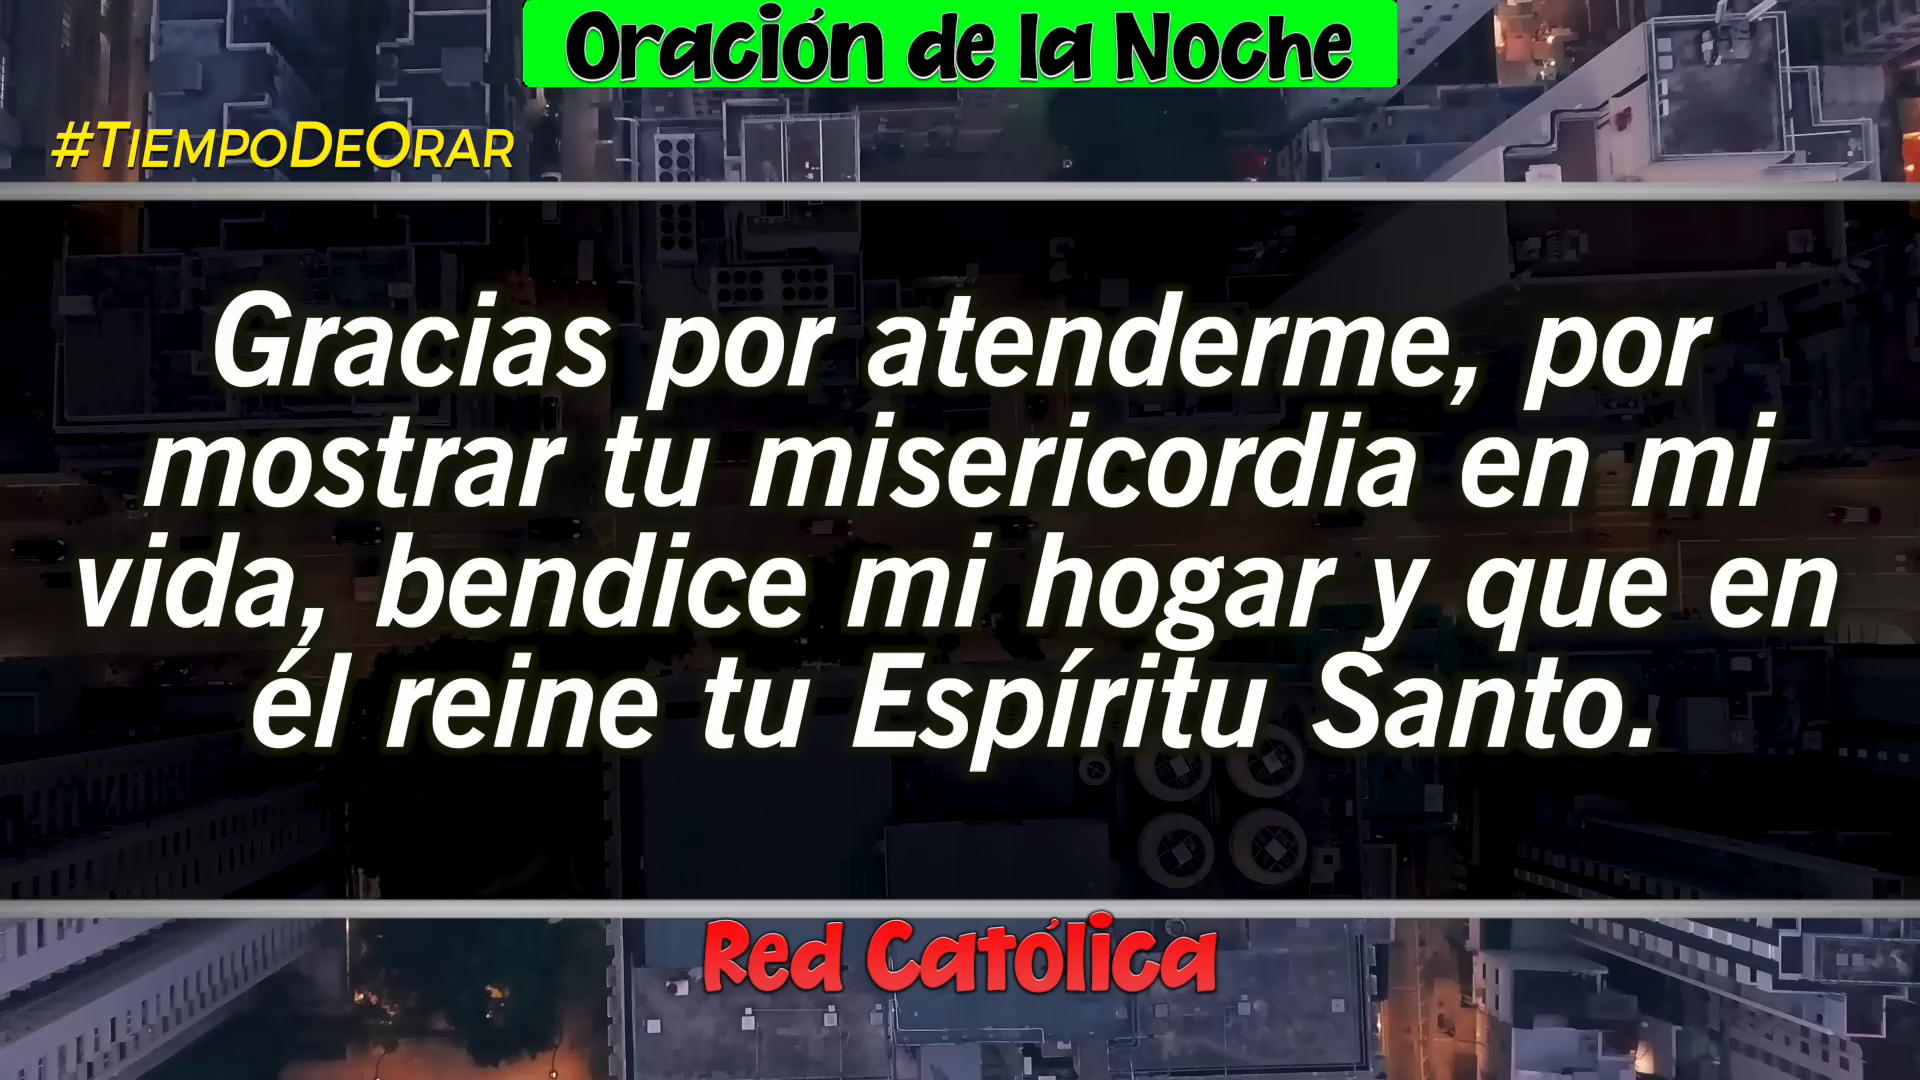 Oración de la Noche
#TiempoDeOrar
Gracias por atenderme, por
mostrar tu misericordia en mi
vida, bendice mi hogar y que en
él reine tu Espíritu Santo.
Red Católica